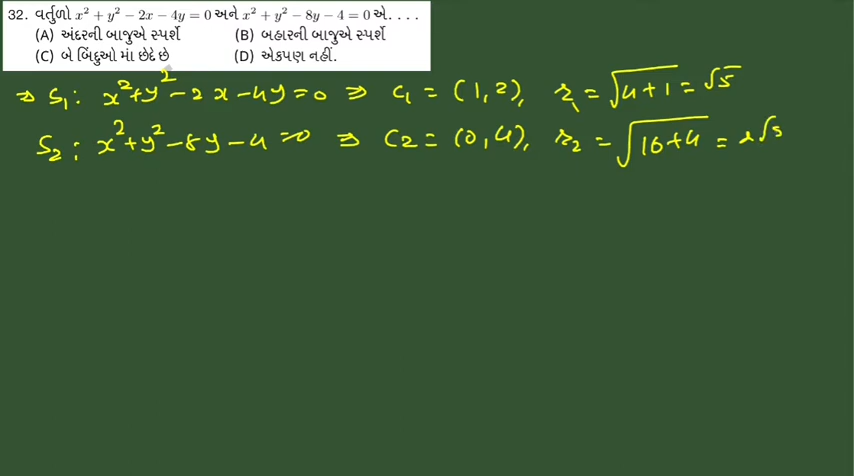 32. વર્તુળો x² + y² − 2x − 4y = 0 અને x² + y² − 8y − 4 = 0 એ. . . .
(A) અંદરની બાજુએ સ્પર્શે (B) બહારની બાજુએ સ્પર્શે
(C) બે બિંદુઓ માં છેદે છે (D) એકપણ નહીં.
⇒ S₁ : x² + y² − 2x − 4y = 0 ⇒ C₁ = (1, 2), r₁ = √(4+1) = √5
S₂ : x² + y² − 8y − 4 = 0 ⇒ C2 = (0, 4), r₂ = √(16+4) = 2√5